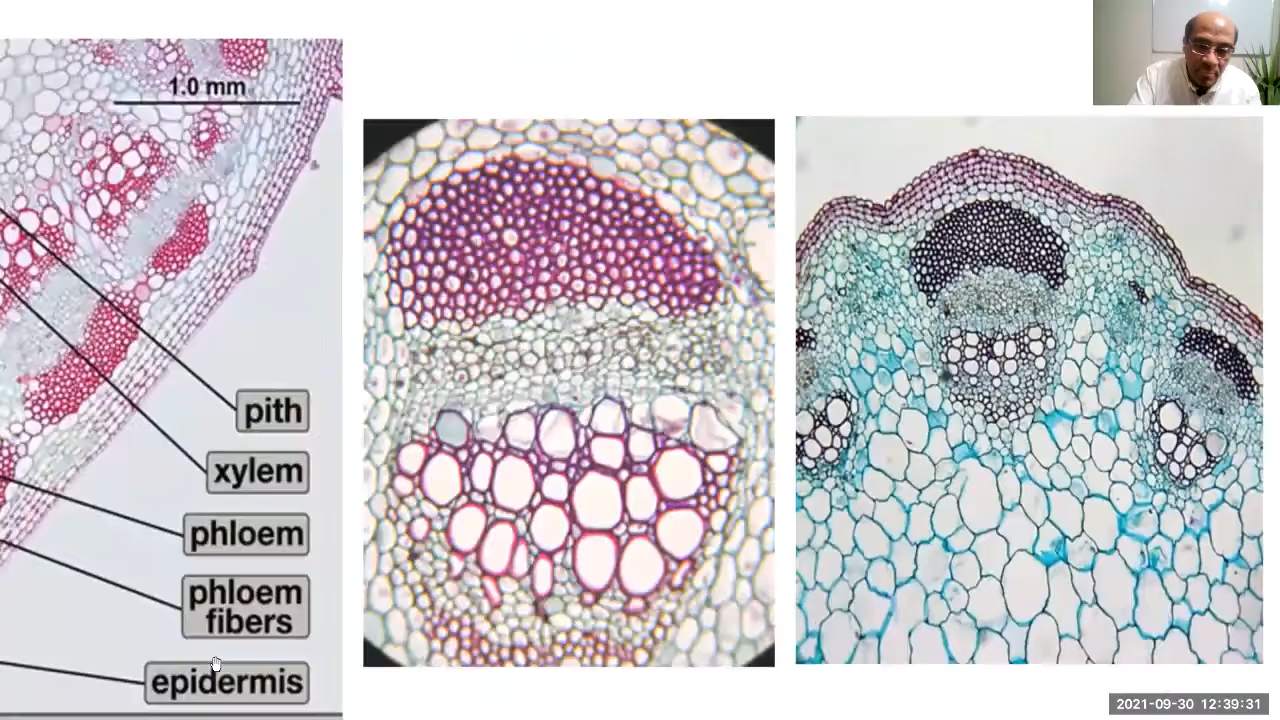 1.0 mm
pith
xylem
phloem
phloem
fibers
epidermis
2021-09-30 12:39:31